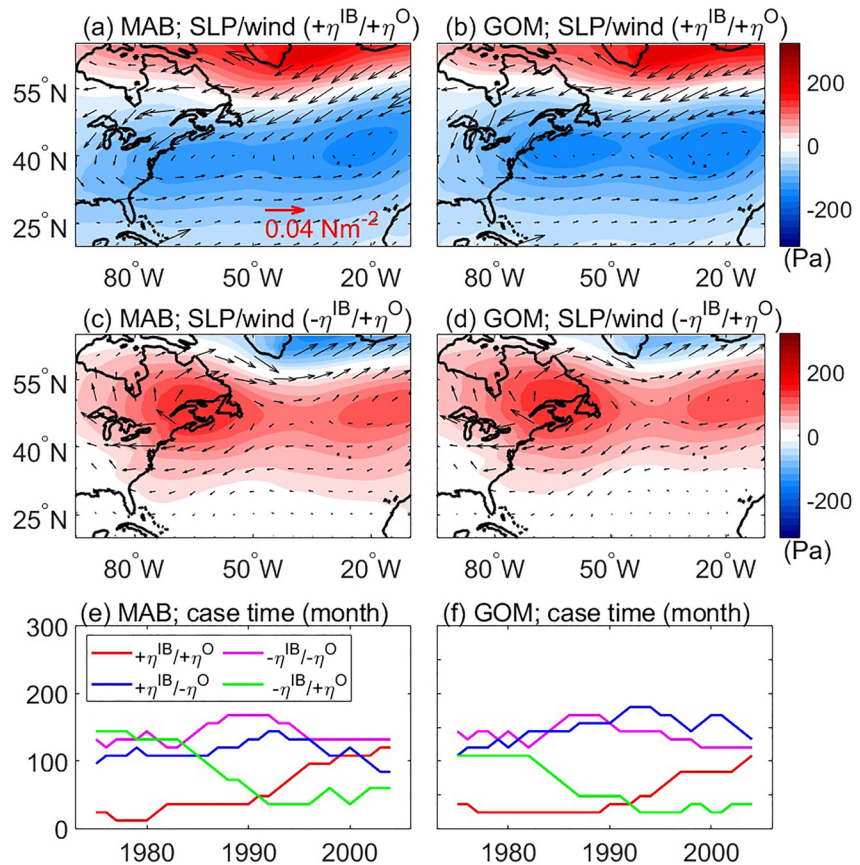 (a) MAB; SLP/wind (+η^IB/+η^O)
(b) GOM; SLP/wind (+η^IB/+η^O)
55°N
40°N
25°N
0.04 Nm^-2
80°W 50°W 20°W
80°W 50°W 20°W
200
0
-200
(Pa)
(c) MAB; SLP/wind (-η^IB/+η^O)
(d) GOM; SLP/wind (-η^IB/+η^O)
55°N
40°N
25°N
80°W 50°W 20°W
80°W 50°W 20°W
200
0
-200
(Pa)
(e) MAB; case time (month)
(f) GOM; case time (month)
300
200
100
0
+η^IB/+η^O
-η^IB/-η^O
+η^IB/-η^O
-η^IB/+η^O
1980 1990 2000
1980 1990 2000